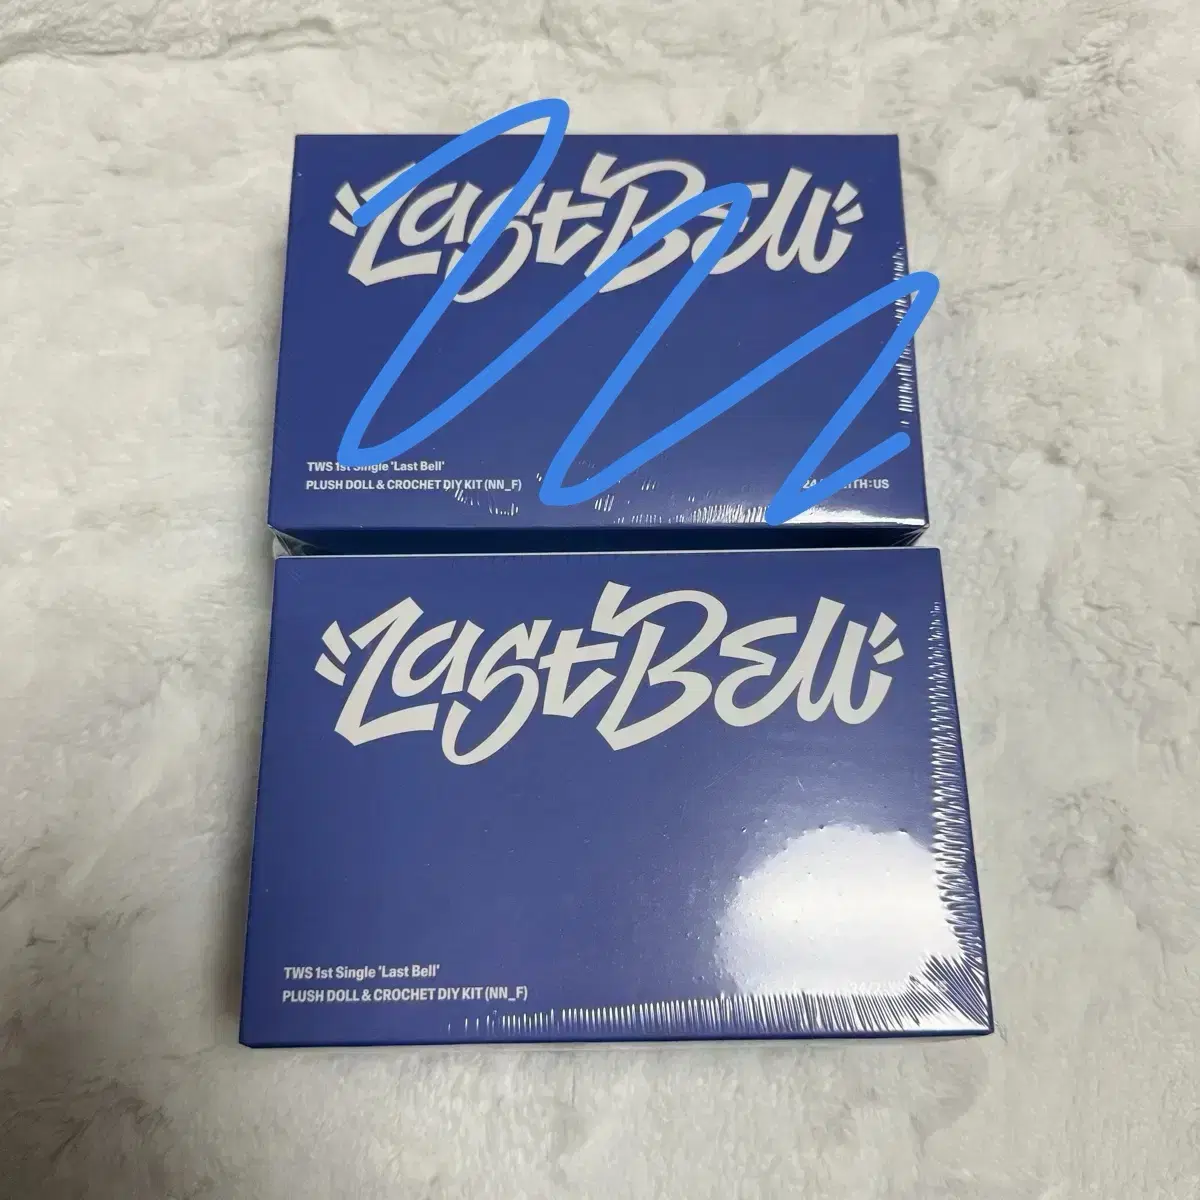 Last Bell
TWS 1st Single 'Last Bell'
PLUSH DOLL & CROCHET DIY KIT (NN_F)
Last Bell
TWS 1st Single 'Last Bell'
PLUSH DOLL & CROCHET DIY KIT (NN_F)